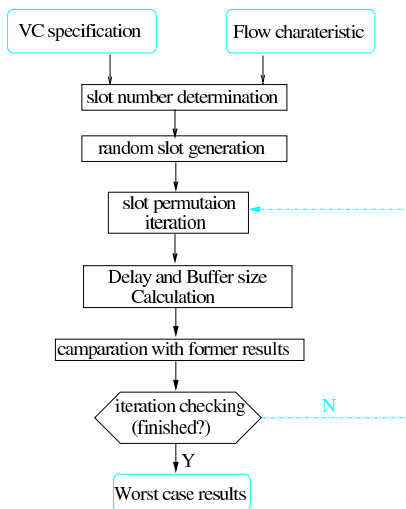 VC specification
Flow charateristic
slot number determination
random slot generation
slot permutaion
iteration
Delay and Buffer size
Calculation
camparation with former results
iteration checking
(finished?)
N
Y
Worst case results